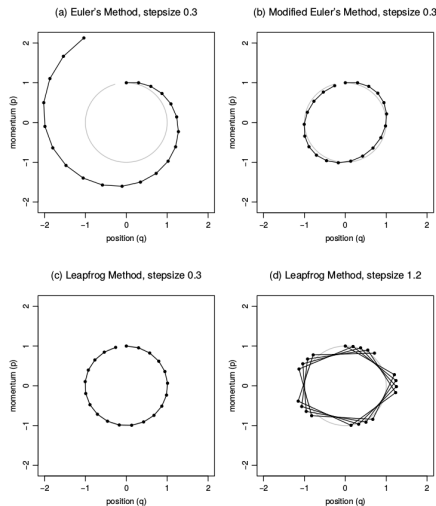 (a) Euler's Method, stepsize 0.3
(b) Modified Euler's Method, stepsize 0.3
momentum (p)
2
1
0
−1
−2
−2 −1 0 1 2
position (q)
momentum (p)
2
1
0
−1
−2
−2 −1 0 1 2
position (q)
(c) Leapfrog Method, stepsize 0.3
(d) Leapfrog Method, stepsize 1.2
momentum (p)
2
1
0
−1
−2
−2 −1 0 1 2
position (q)
momentum (p)
2
1
0
−1
−2
−2 −1 0 1 2
position (q)